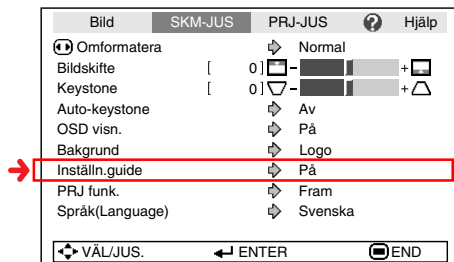 Bild SKM-JUS PRJ-JUS ? Hjälp
Omformatera Normal
Bildskifte [ 0] - +
Keystone [ 0] - +
Auto-keystone Av
OSD visn. På
Bakgrund Logo
Inställn.guide På
PRJ funk. Fram
Språk(Language) Svenska
VÄL/JUS. ENTER END